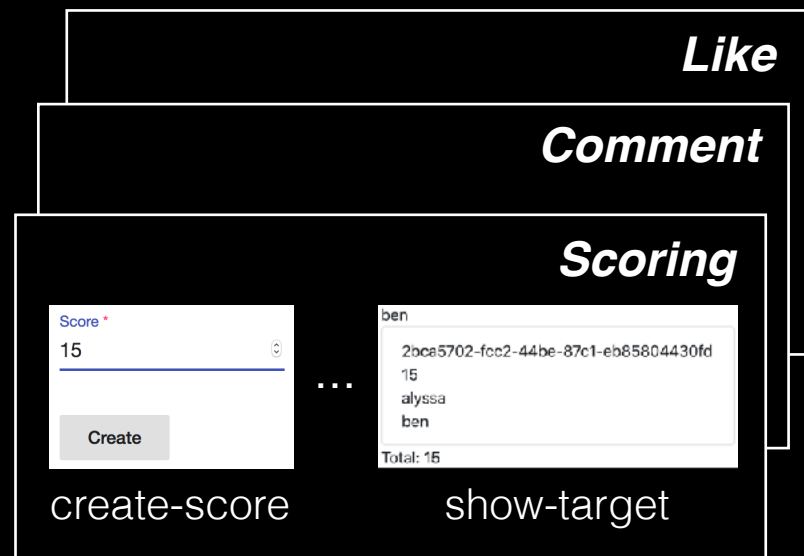 Like
Comment
Scoring
Score *
15
Create
...
ben
2bca5702-fcc2-44be-87c1-eb85804430fd
15
alyssa
ben
Total: 15
create-score
show-target